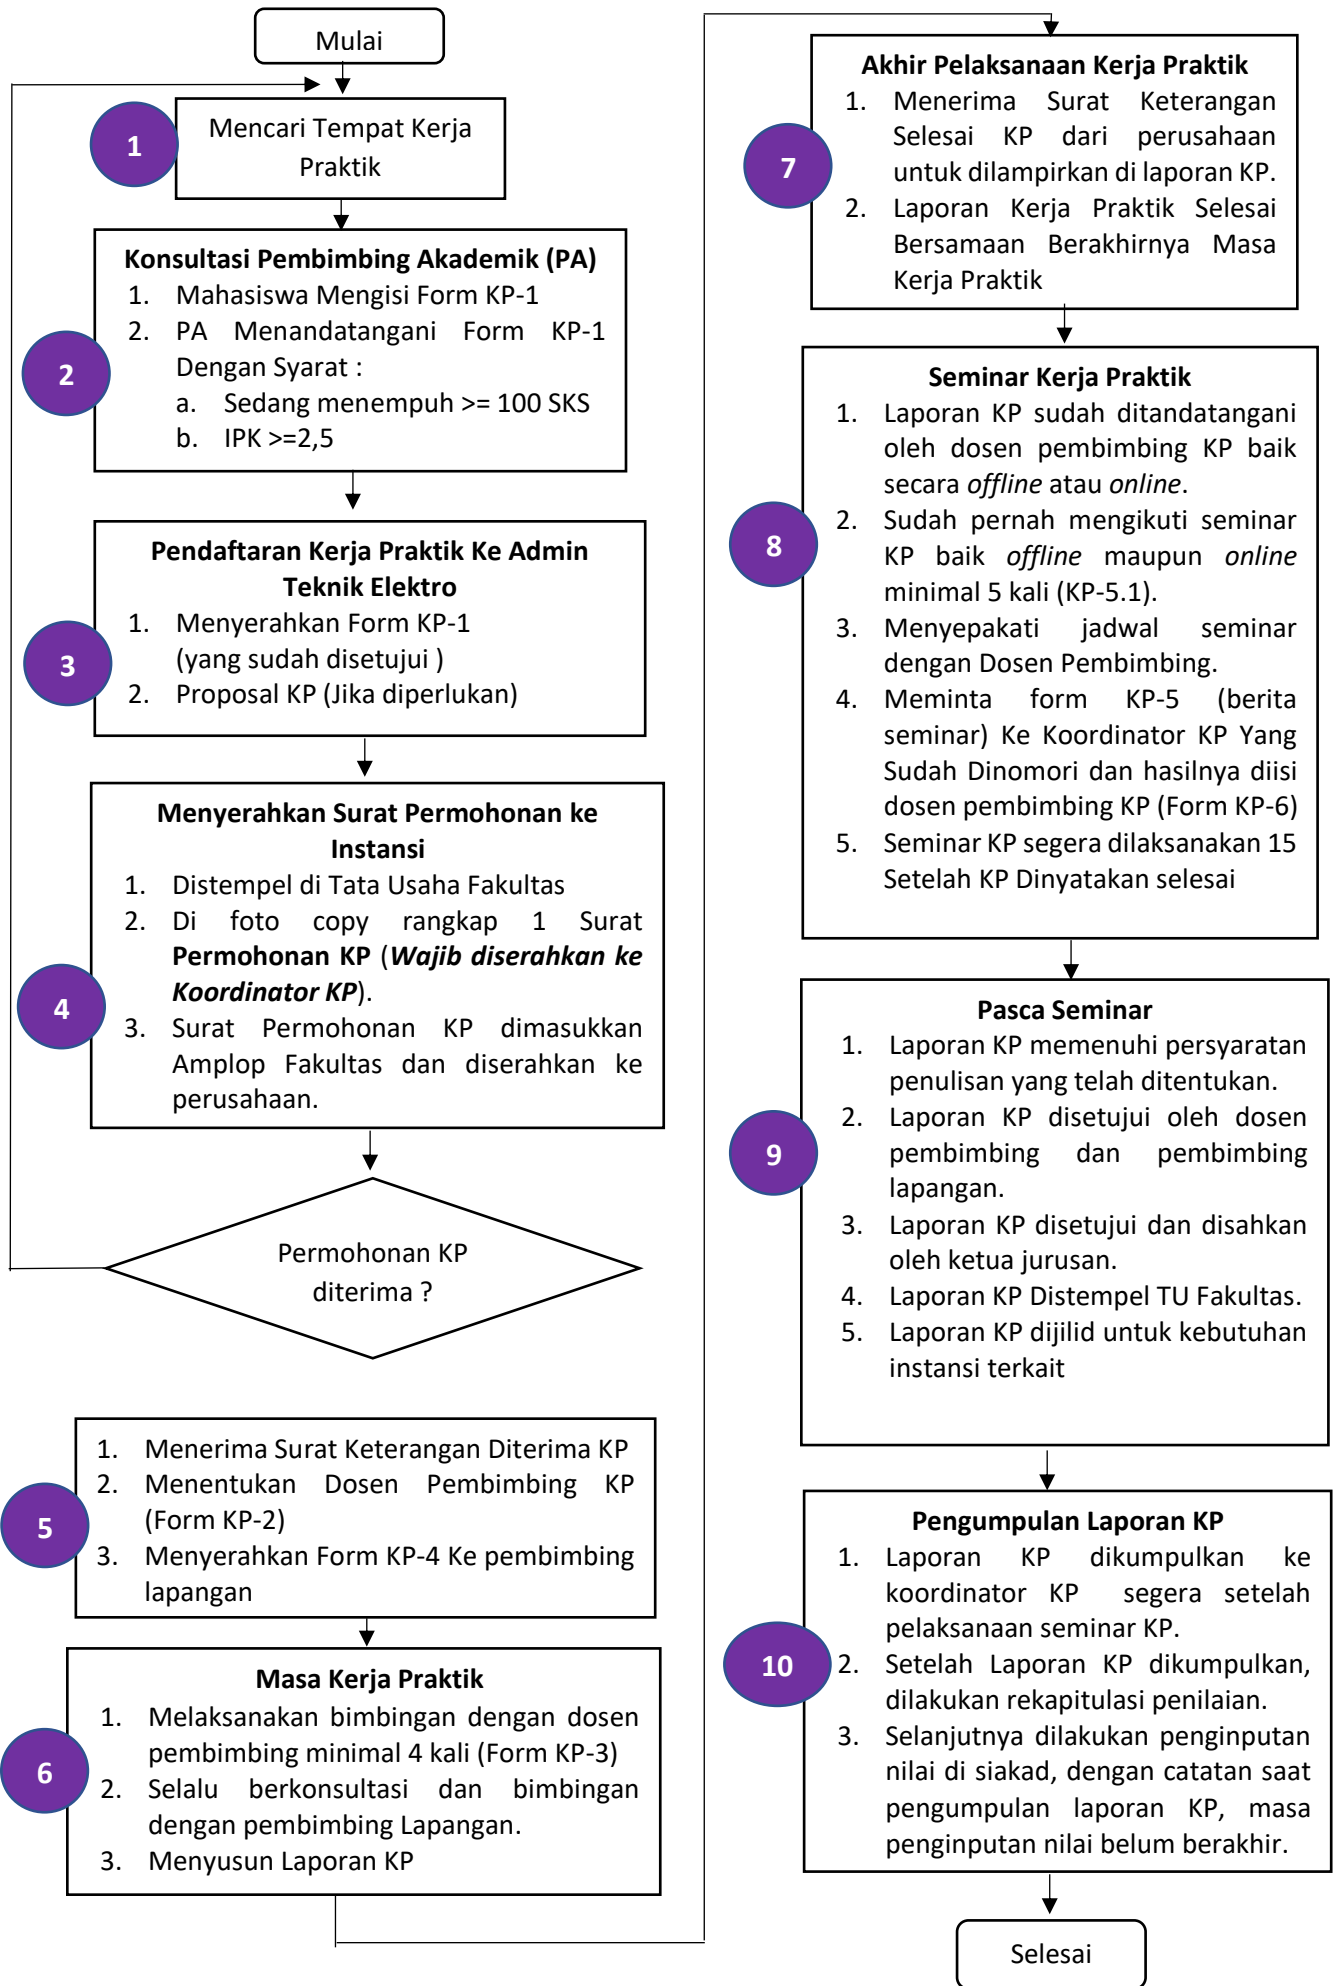 Mulai
1
Mencari Tempat Kerja
Praktik
2
Konsultasi Pembimbing Akademik (PA)
1. Mahasiswa Mengisi Form KP-1
2. PA Menandatangani Form KP-1
Dengan Syarat :
a. Sedang menempuh >= 100 SKS
b. IPK >=2,5
3
Pendaftaran Kerja Praktik Ke Admin
Teknik Elektro
1. Menyerahkan Form KP-1
(yang sudah disetujui )
2. Proposal KP (Jika diperlukan)
4
Menyerahkan Surat Permohonan ke
Instansi
1. Distempel di Tata Usaha Fakultas
2. Di foto copy rangkap 1 Surat
Permohonan KP (Wajib diserahkan ke
Koordinator KP).
3. Surat Permohonan KP dimasukkan
Amplop Fakultas dan diserahkan ke
perusahaan.
Permohonan KP
diterima ?
5
1. Menerima Surat Keterangan Diterima KP
2. Menentukan Dosen Pembimbing KP
(Form KP-2)
3. Menyerahkan Form KP-4 Ke pembimbing
lapangan
6
Masa Kerja Praktik
1. Melaksanakan bimbingan dengan dosen
pembimbing minimal 4 kali (Form KP-3)
2. Selalu berkonsultasi dan bimbingan
dengan pembimbing Lapangan.
3. Menyusun Laporan KP
7
Akhir Pelaksanaan Kerja Praktik
1. Menerima Surat Keterangan
Selesai KP dari perusahaan
untuk dilampirkan di laporan KP.
2. Laporan Kerja Praktik Selesai
Bersamaan Berakhirnya Masa
Kerja Praktik
8
Seminar Kerja Praktik
1. Laporan KP sudah ditandatangani
oleh dosen pembimbing KP baik
secara offline atau online.
2. Sudah pernah mengikuti seminar
KP baik offline maupun online
minimal 5 kali (KP-5.1).
3. Menyepakati jadwal seminar
dengan Dosen Pembimbing.
4. Meminta form KP-5 (berita
seminar) Ke Koordinator KP Yang
Sudah Dinomori dan hasilnya diisi
dosen pembimbing KP (Form KP-6)
5. Seminar KP segera dilaksanakan 15
Setelah KP Dinyatakan selesai
9
Pasca Seminar
1. Laporan KP memenuhi persyaratan
penulisan yang telah ditentukan.
2. Laporan KP disetujui oleh dosen
pembimbing dan pembimbing
lapangan.
3. Laporan KP disetujui dan disahkan
oleh ketua jurusan.
4. Laporan KP Distempel TU Fakultas.
5. Laporan KP dijilid untuk kebutuhan
instansi terkait
10
Pengumpulan Laporan KP
1. Laporan KP dikumpulkan ke
koordinator KP segera setelah
pelaksanaan seminar KP.
2. Setelah Laporan KP dikumpulkan,
dilakukan rekapitulasi penilaian.
3. Selanjutnya dilakukan penginputan
nilai di siakad, dengan catatan saat
pengumpulan laporan KP, masa
penginputan nilai belum berakhir.
Selesai